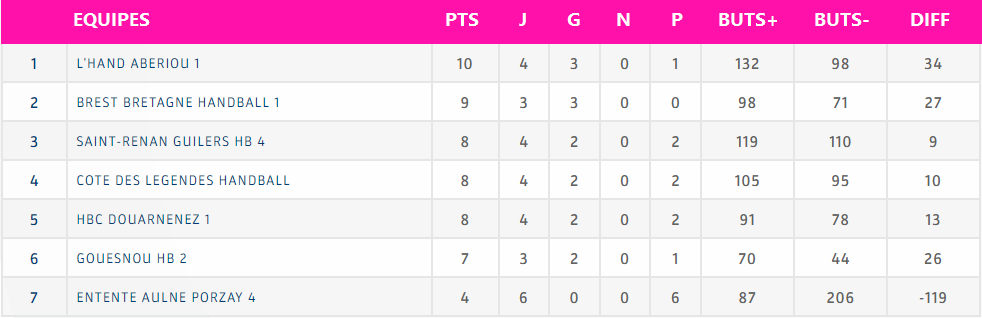 EQUIPES PTS J G N P BUTS+ BUTS- DIFF
1 L'HAND ABERIOU 1 10 4 3 0 1 132 98 34
2 BREST BRETAGNE HANDBALL 1 9 3 3 0 0 98 71 27
3 SAINT-RENAN GUILERS HB 4 8 4 2 0 2 119 110 9
4 COTE DES LEGENDES HANDBALL 8 4 2 0 2 105 95 10
5 HBC DOUARNENEZ 1 8 4 2 0 2 91 78 13
6 GOUESNOU HB 2 7 3 2 0 1 70 44 26
7 ENTENTE AULNE PORZAY 4 4 6 0 0 6 87 206 -119